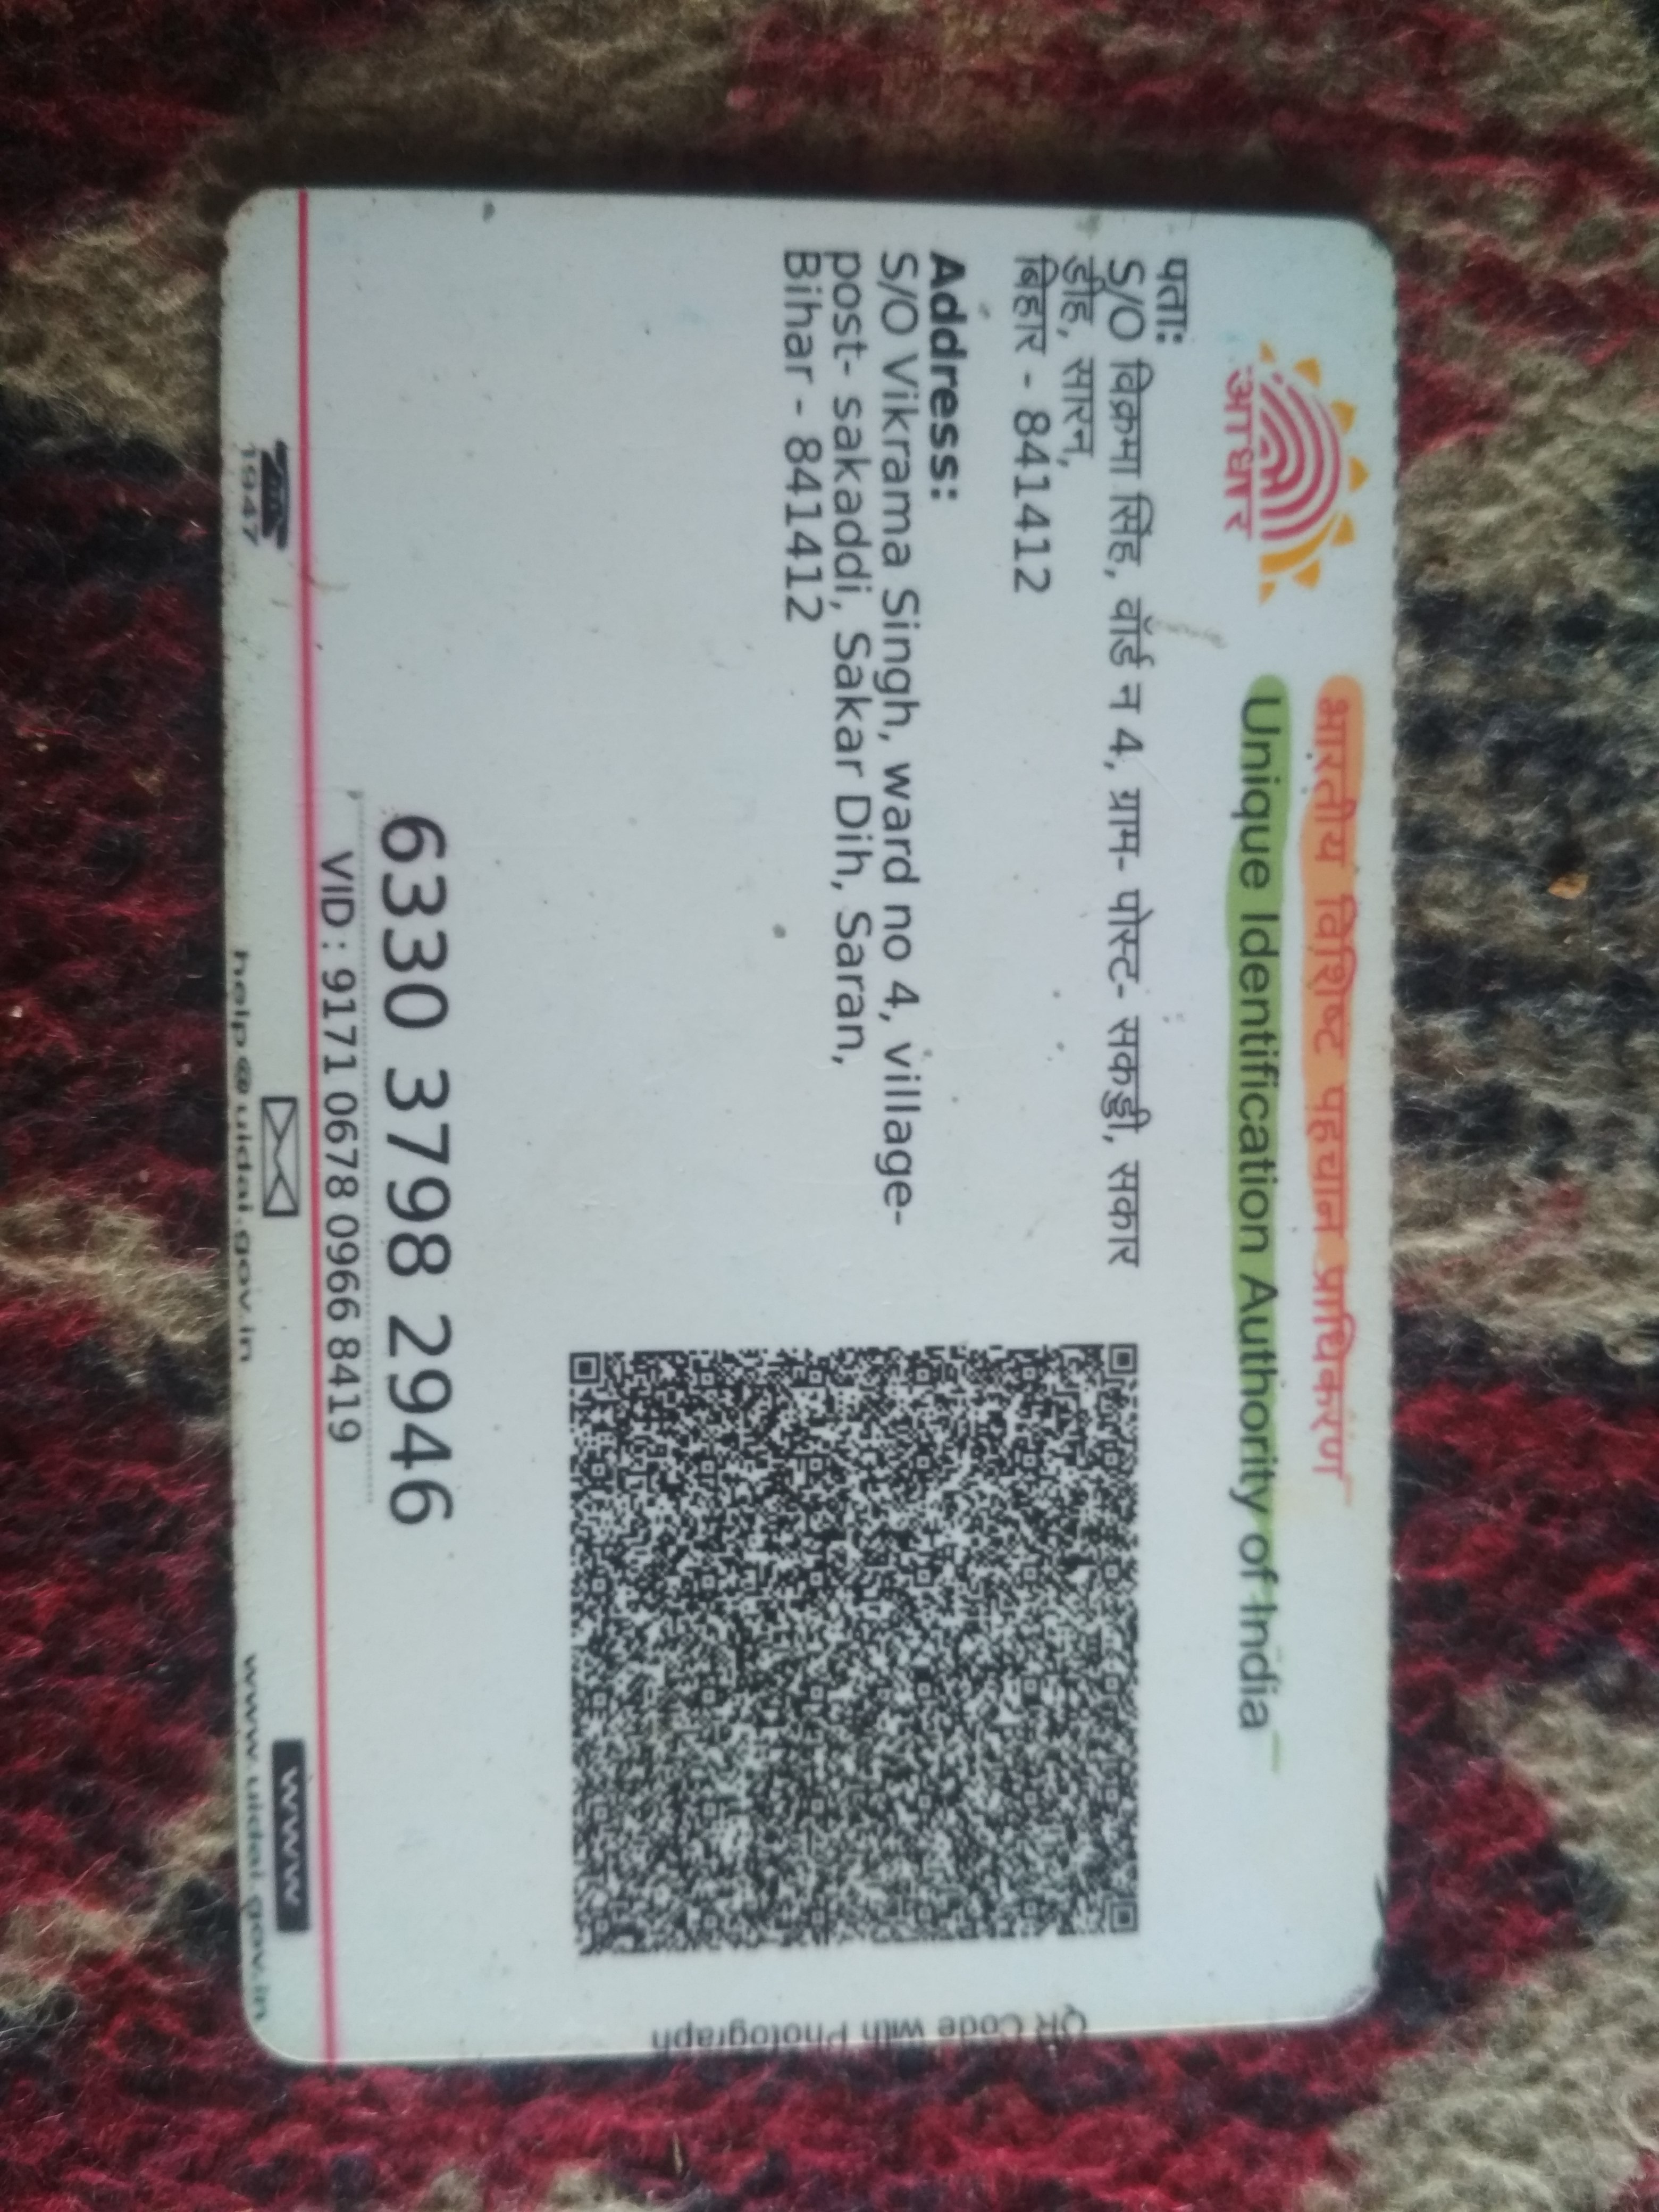 भारतीय विशिष्ट पहचान प्राधिकरण
Unique Identification Authority of India
आधार
पताः
S/O विक्रमा सिंह, वॉर्ड न 4, ग्राम- पोस्ट- सकड्डी, सकार
डीह, सारन,
बिहार - 841412
Address:
S/O Vikrama Singh, ward no 4, village-
post- sakaddi, Sakar Dih, Saran,
Bihar - 841412
QR Code with Photograph
6330 3798 2946
VID : 9171 0678 0966 8419
1947
help@uidai.gov.in
www
www.uidai.gov.in